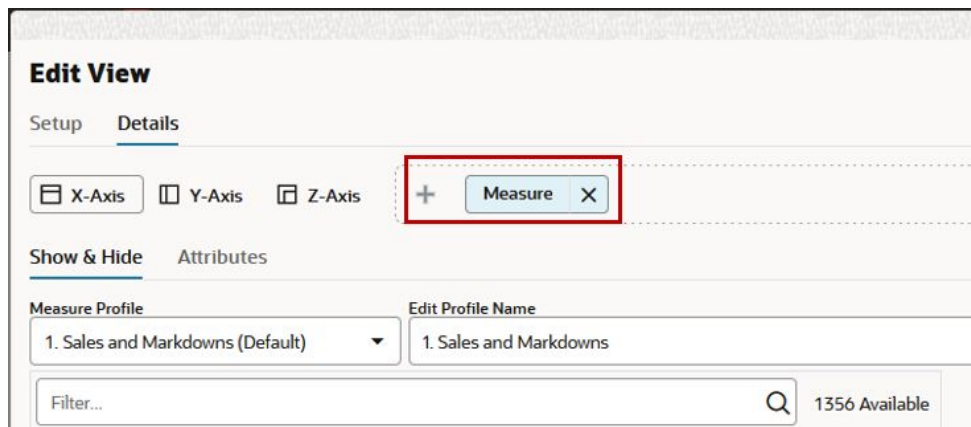 Edit View
Setup Details
X-Axis Y-Axis Z-Axis + Measure X
Show & Hide Attributes
Measure Profile Edit Profile Name
1. Sales and Markdowns (Default) 1. Sales and Markdowns
Filter... 1356 Available